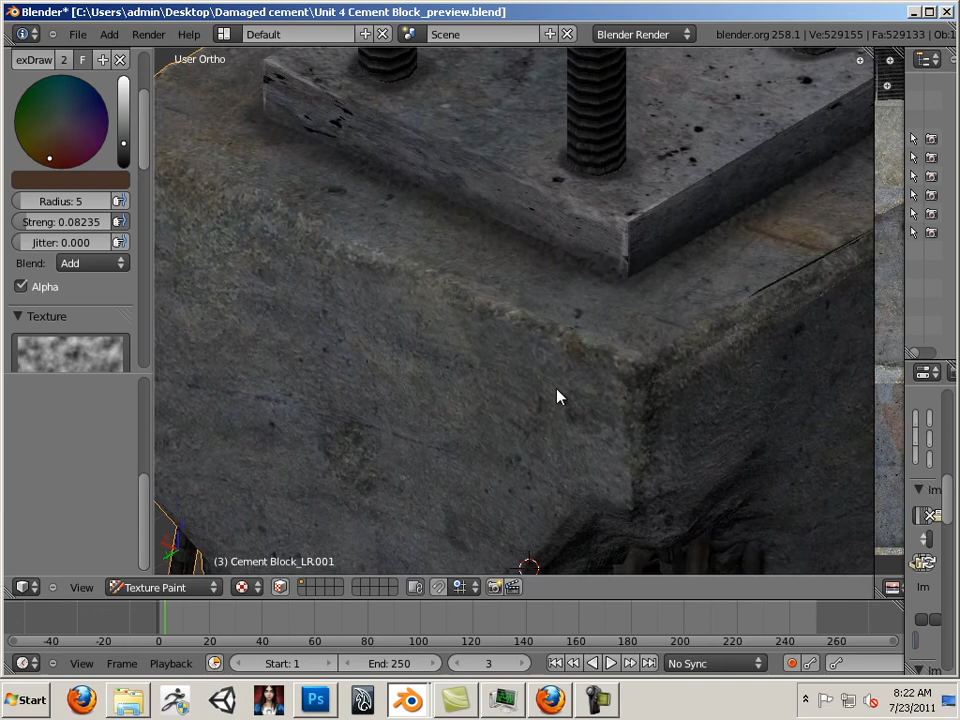 Blender* [C:\Users\admin\Desktop\Damaged cement\Unit 4 Cement Block_preview.blend]
File Add Render Help Default Scene Blender Render blender.org 258.1 | Ve:529155 | Fa:529133 | Ob:1
exDraw 2 F
User Ortho
Radius: 5
Streng: 0.08235
Jitter: 0.000
Blend: Add
Alpha
Texture
Im
Im
(3) Cement Block_LR.001
View Texture Paint
-40 -20 0 20 40 60 80 100 120 140 160 180 200 220 240 260
View Frame Playback Start: 1 End: 250 3 No Sync
Start Ps 8:22 AM
7/23/2011